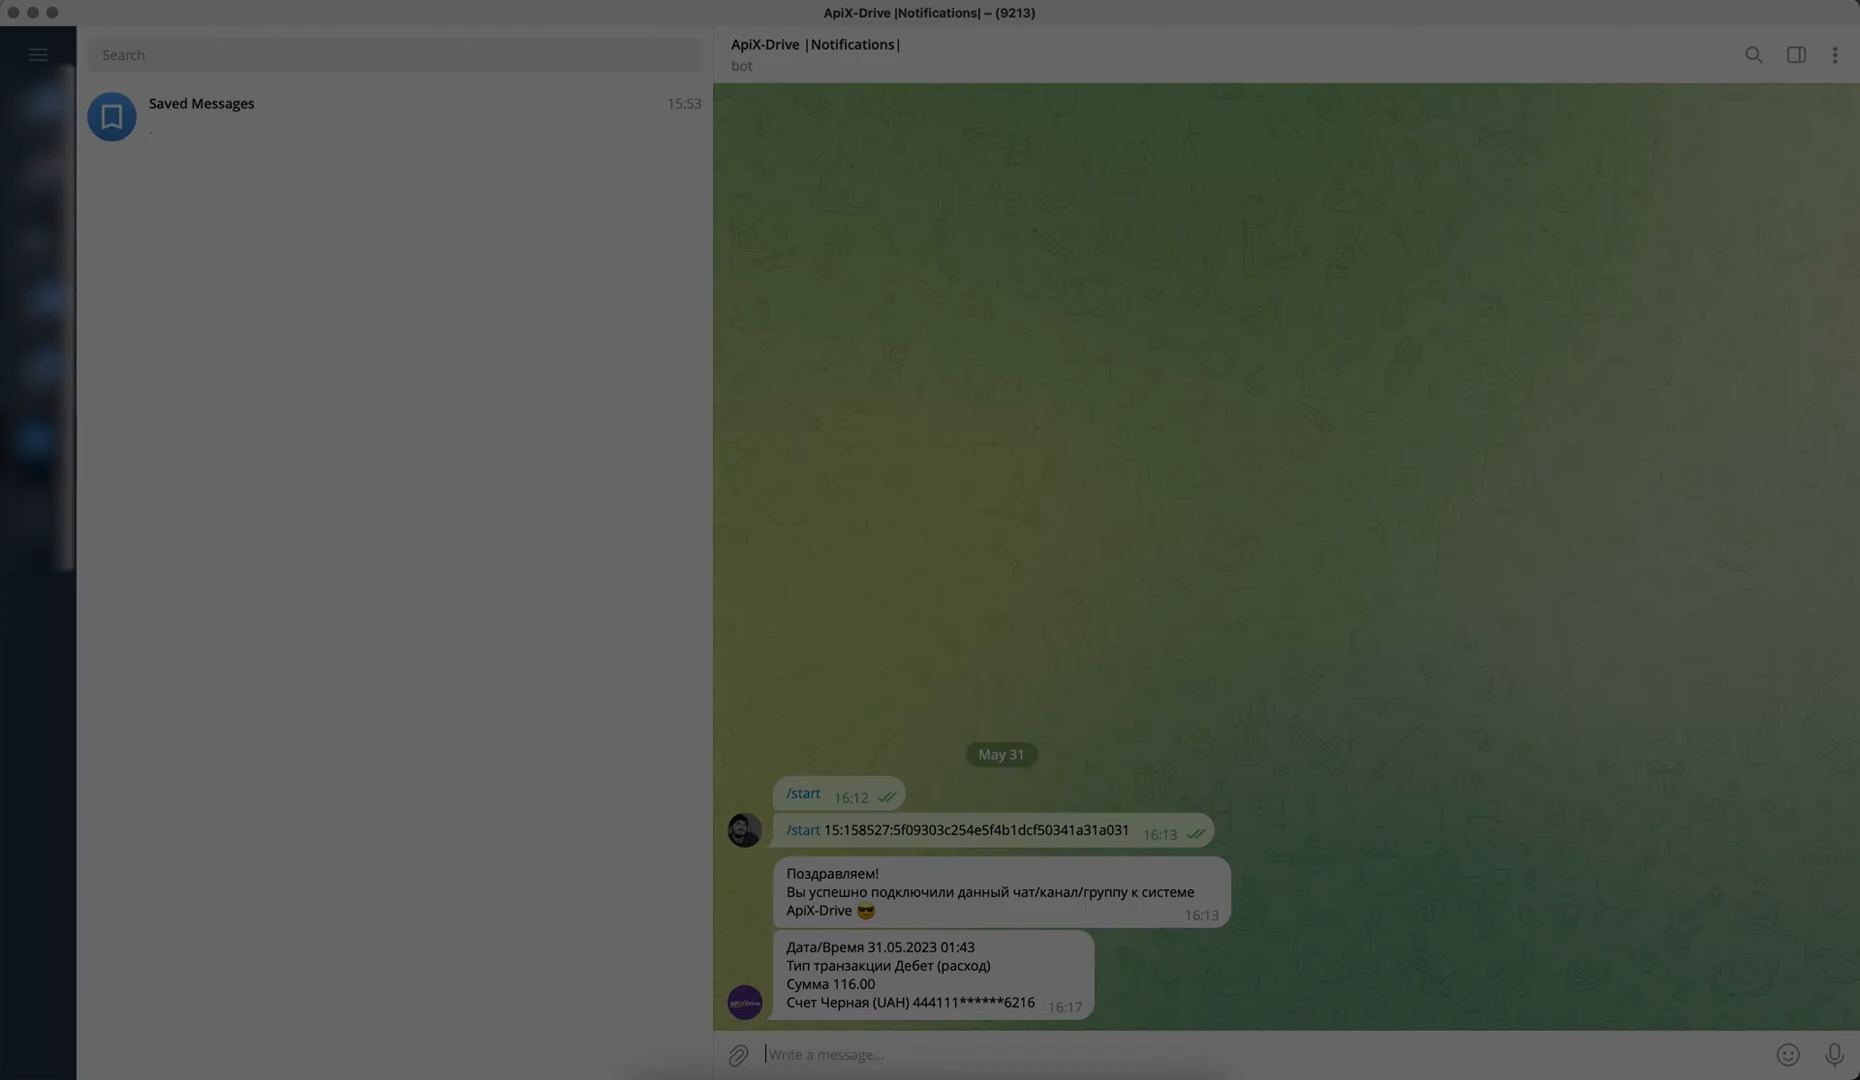 ApiX-Drive |Notifications| – (9213)
Search
Saved Messages
15:53
.
ApiX-Drive |Notifications|
bot
May 31
/start 16:12
/start 15:158527:5f09303c254e5f4b1dcf50341a31a031 16:13
Поздравляем!
Вы успешно подключили данный чат/канал/группу к системе
ApiX-Drive 😎 16:13
Дата/Время 31.05.2023 01:43
Тип транзакции Дебет (расход)
Сумма 116.00
Счет Черная (UAH) 444111******6216 16:17
APIXDrive
Write a message...